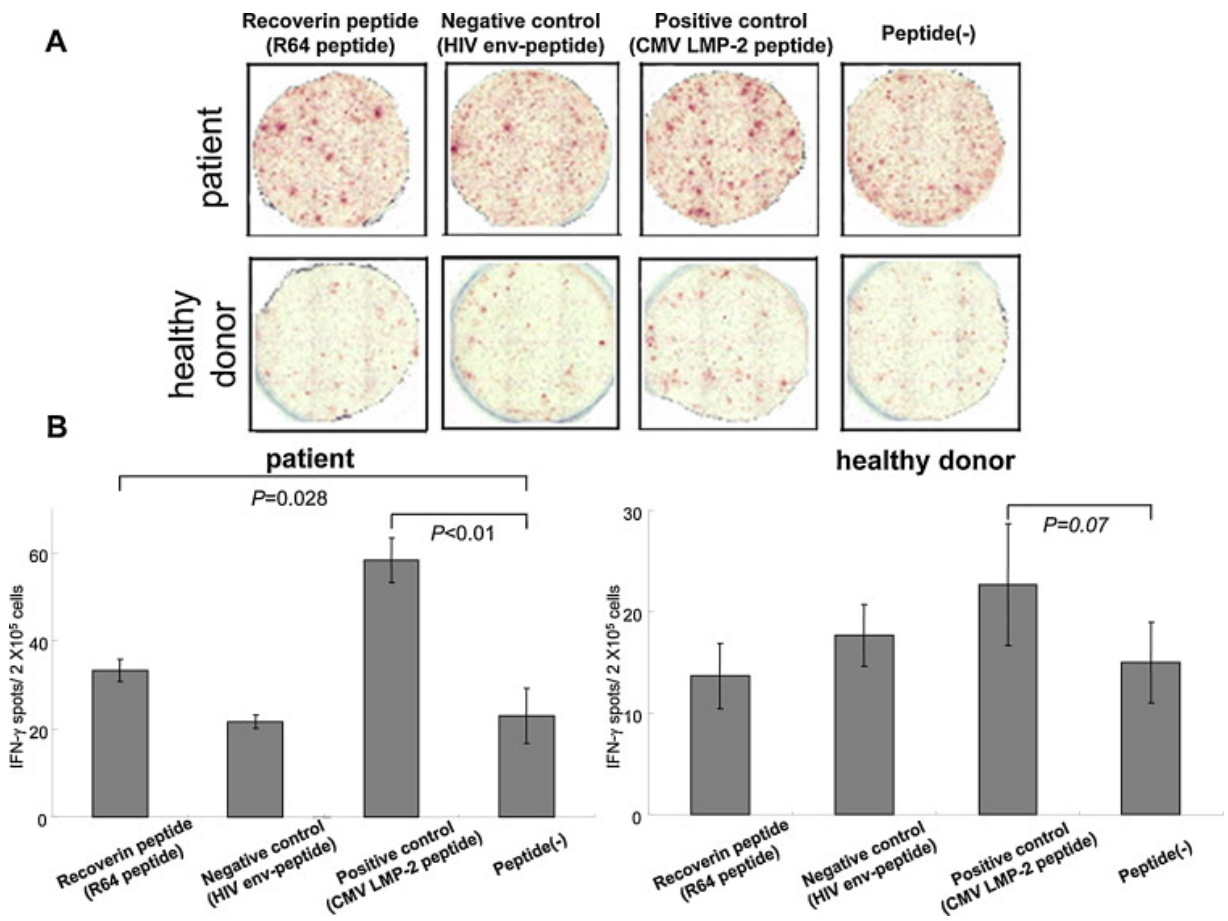 A
Recoverin peptide
(R64 peptide)
Negative control
(HIV env-peptide)
Positive control
(CMV LMP-2 peptide)
Peptide(-)
patient
healthy
donor
B
patient
P=0.028
P<0.01
IFN-γ spots/ 2 X10⁵ cells
60
40
20
0
Recoverin peptide
(R64 peptide)
Negative control
(HIV env-peptide)
Positive control
(CMV LMP-2 peptide)
Peptide(-)
healthy donor
P=0.07
IFN-γ spots/ 2 X10⁵ cells
30
20
10
0
Recoverin peptide
(R64 peptide)
Negative control
(HIV env-peptide)
Positive control
(CMV LMP-2 peptide)
Peptide(-)